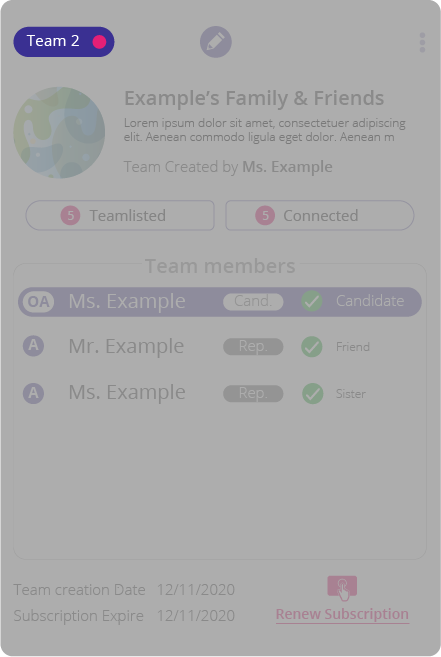 Team 2
Example's Family & Friends
Lorem ipsum dolor sit amet, consectetuer adipiscing
elit. Aenean commodo ligula eget dolor. Aenean m
Team Created by Ms. Example
5 Teamlisted 5 Connected
Team members
OA Ms. Example Cand. Candidate
A Mr. Example Rep. Friend
A Ms. Example Rep. Sister
Team creation Date 12/11/2020
Subscription Expire 12/11/2020
Renew Subscription